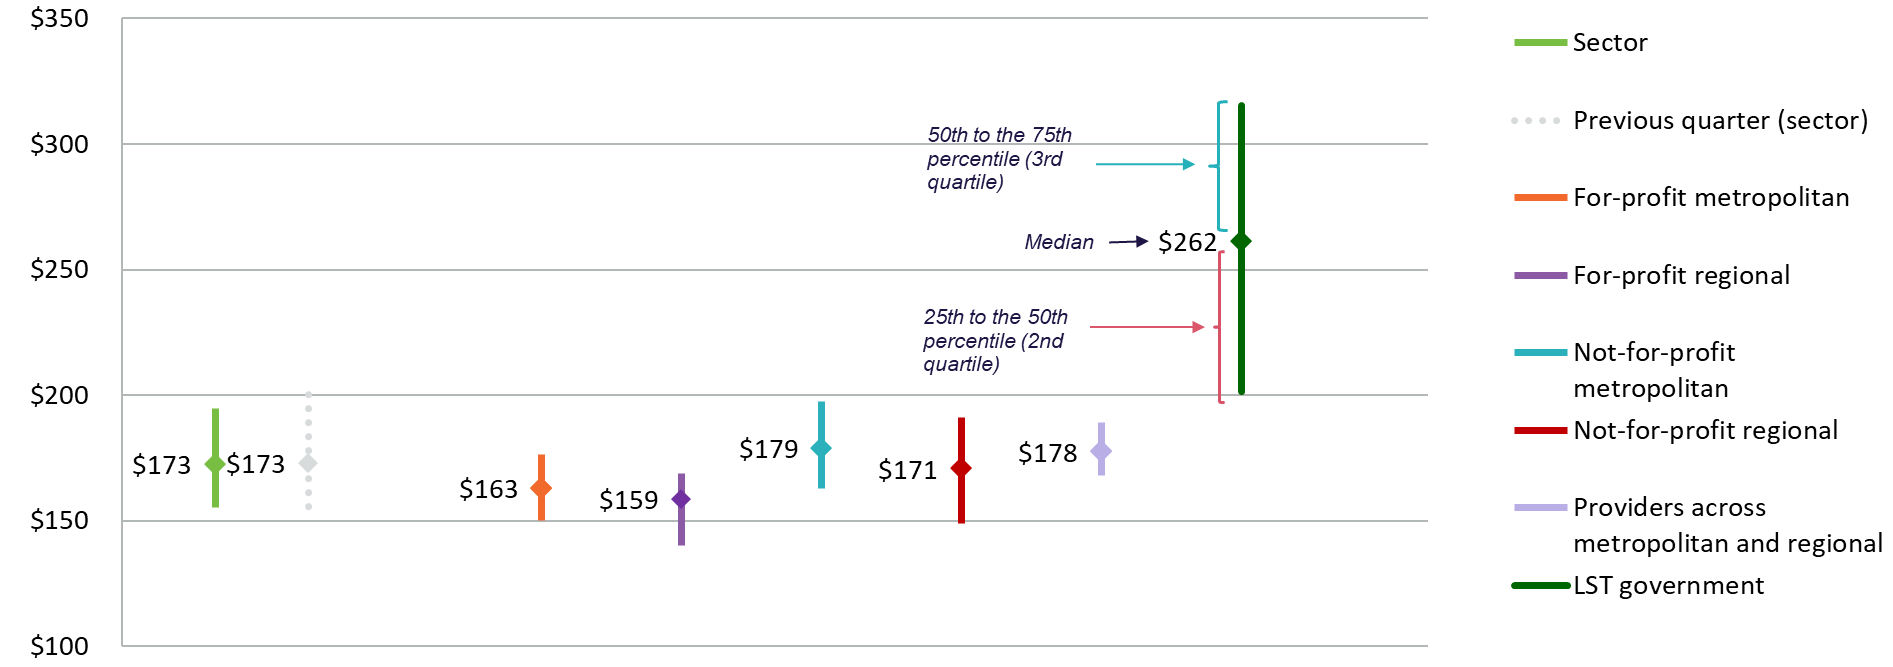 $350
$300
$250
$200
$150
$100
$173
$173
$163
$159
$179
$171
$178
$262
50th to the 75th
percentile (3rd
quartile)
Median
25th to the 50th
percentile (2nd
quartile)
Sector
Previous quarter (sector)
For-profit metropolitan
For-profit regional
Not-for-profit
metropolitan
Not-for-profit regional
Providers across
metropolitan and regional
LST government